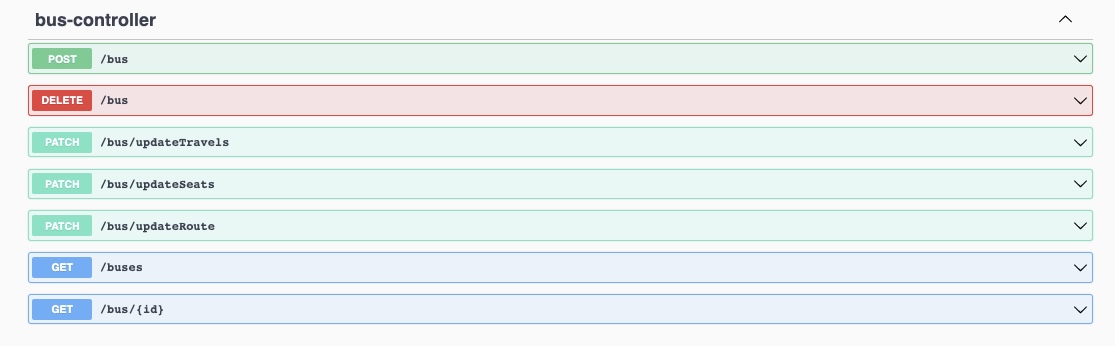 bus-controller
POST /bus
DELETE /bus
PATCH /bus/updateTravels
PATCH /bus/updateSeats
PATCH /bus/updateRoute
GET /buses
GET /bus/{id}